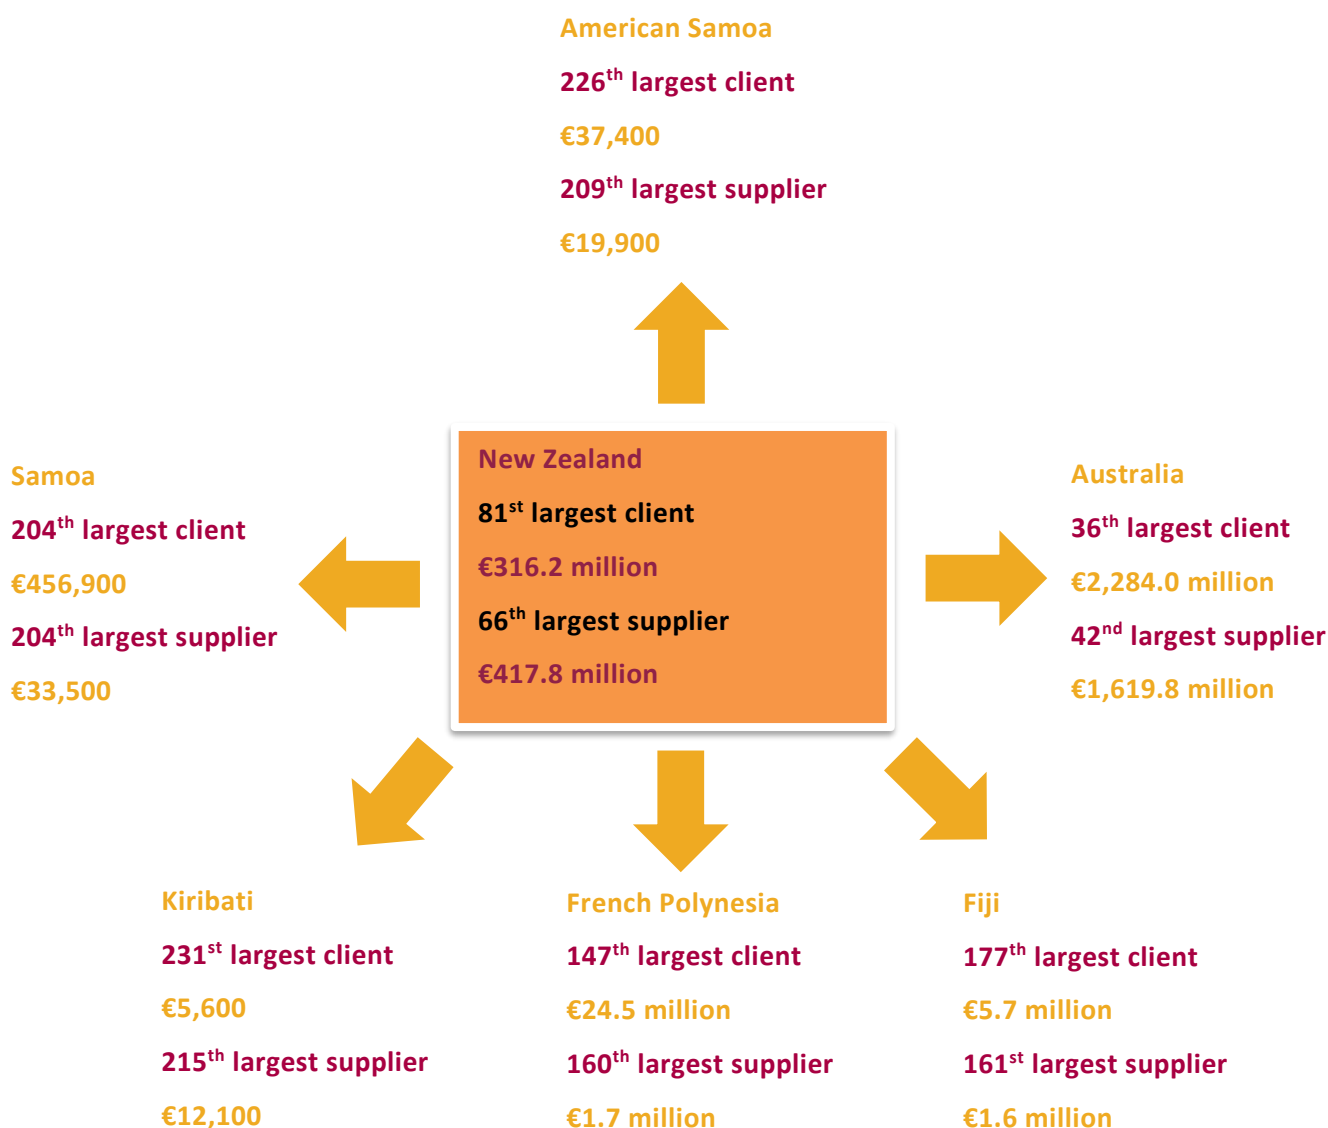 American Samoa
226th largest client
€37,400
209th largest supplier
€19,900
New Zealand
81st largest client
€316.2 million
66th largest supplier
€417.8 million
Samoa
204th largest client
€456,900
204th largest supplier
€33,500
Australia
36th largest client
€2,284.0 million
42nd largest supplier
€1,619.8 million
Kiribati
231st largest client
€5,600
215th largest supplier
€12,100
French Polynesia
147th largest client
€24.5 million
160th largest supplier
€1.7 million
Fiji
177th largest client
€5.7 million
161st largest supplier
€1.6 million